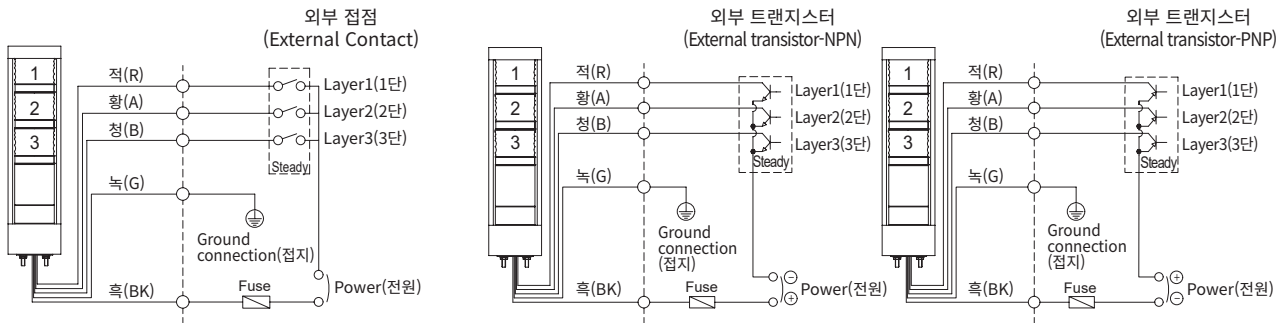 외부 접점
(External Contact)
1
2
3
적(R)
황(A)
청(B)
녹(G)
흑(BK)
Layer1(1단)
Layer2(2단)
Layer3(3단)
Steady
Ground
connection(접지)
Fuse
Power(전원)
외부 트랜지스터
(External transistor-NPN)
1
2
3
적(R)
황(A)
청(B)
녹(G)
흑(BK)
Layer1(1단)
Layer2(2단)
Layer3(3단)
Steady
Ground
connection
(접지)
Fuse
−
+
Power(전원)
외부 트랜지스터
(External transistor-PNP)
1
2
3
적(R)
황(A)
청(B)
녹(G)
흑(BK)
Layer1(1단)
Layer2(2단)
Layer3(3단)
Steady
Ground
connection
(접지)
Fuse
+
−
Power(전원)